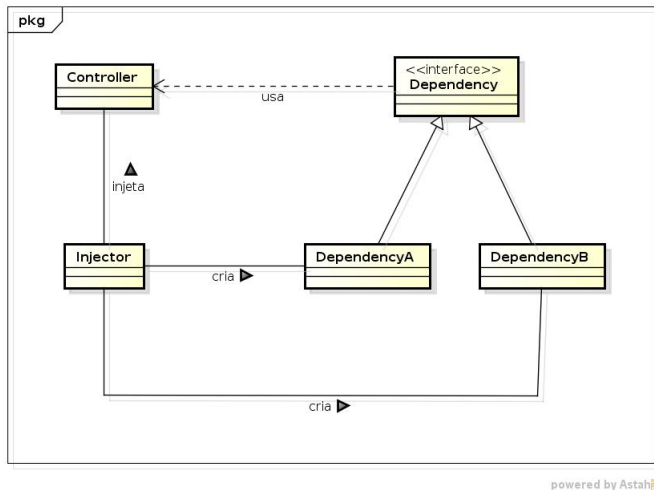 pkg
Controller
<<interface>>
Dependency
usa
injeta
Injector
DependencyA
DependencyB
cria
cria
powered by Astah